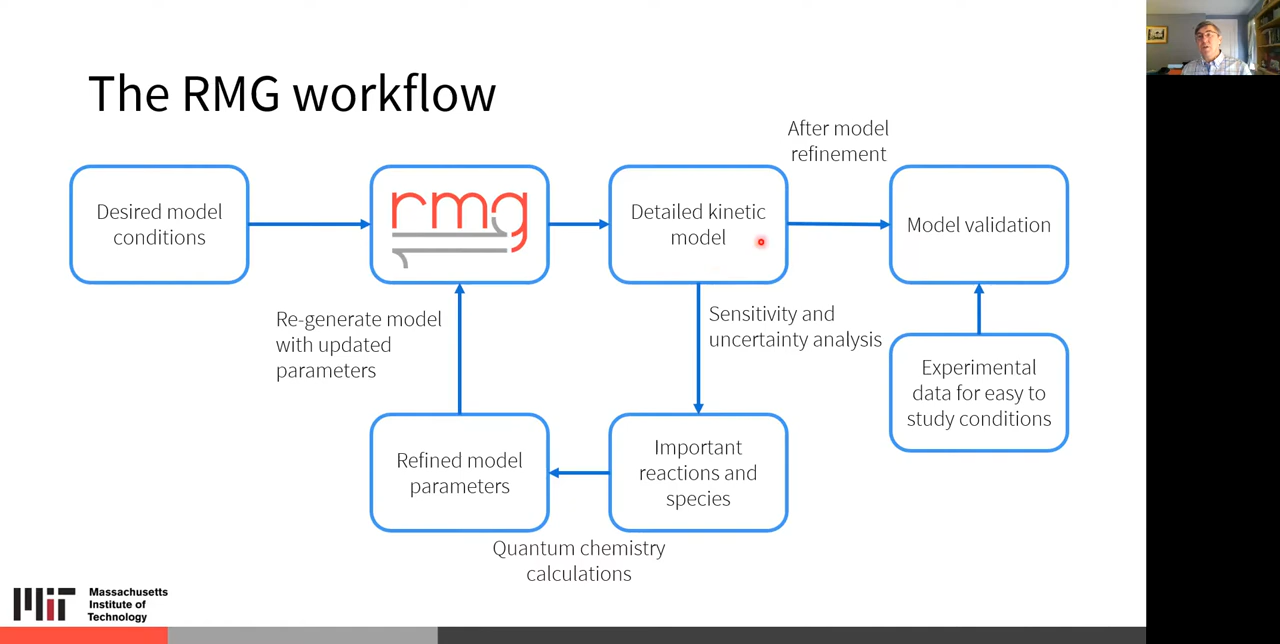 The RMG workflow
After model
refinement
Desired model
conditions
rmg
Detailed kinetic
model
Model validation
Re-generate model
with updated
parameters
Sensitivity and
uncertainty analysis
Experimental
data for easy to
study conditions
Refined model
parameters
Important
reactions and
species
Quantum chemistry
calculations
MIT
Massachusetts
Institute of
Technology